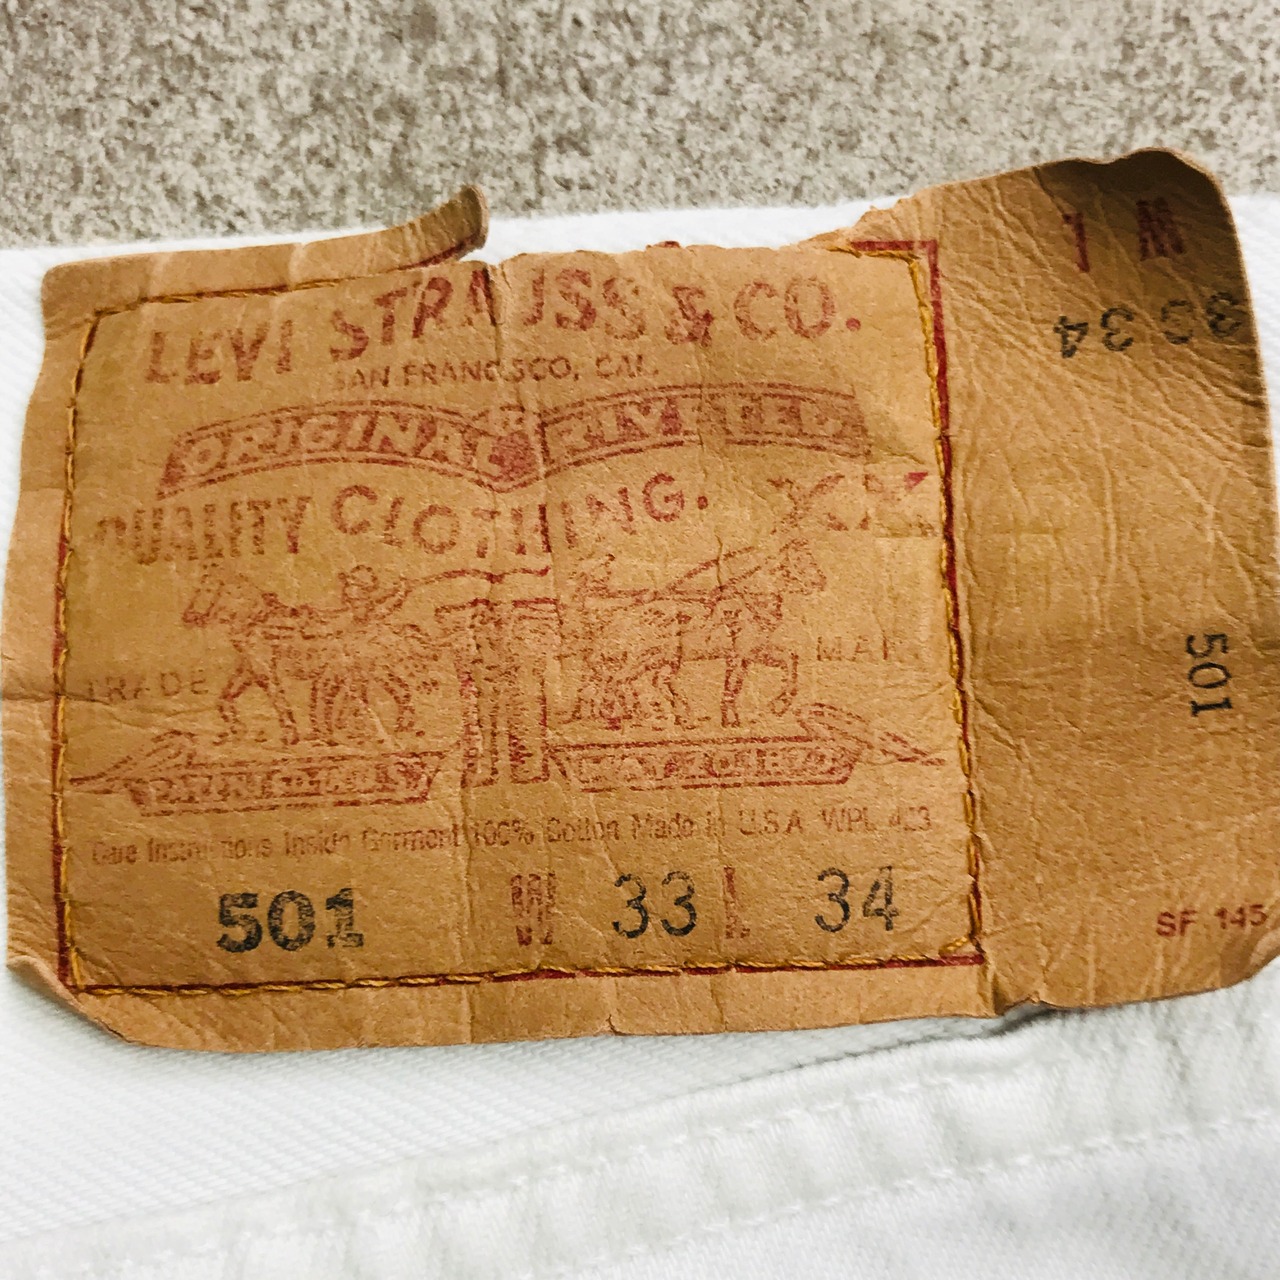 LEVI STRAUSS & CO.
SAN FRANCISCO, CAL.
ORIGINAL RIVETED
QUALITY CLOTHING. XX
TRADE MARK
Care Instructions Inside Garment 100% Cotton Made in U.S.A WPL 423
501 W 33 L 34
W L
33 34
501
SF 145